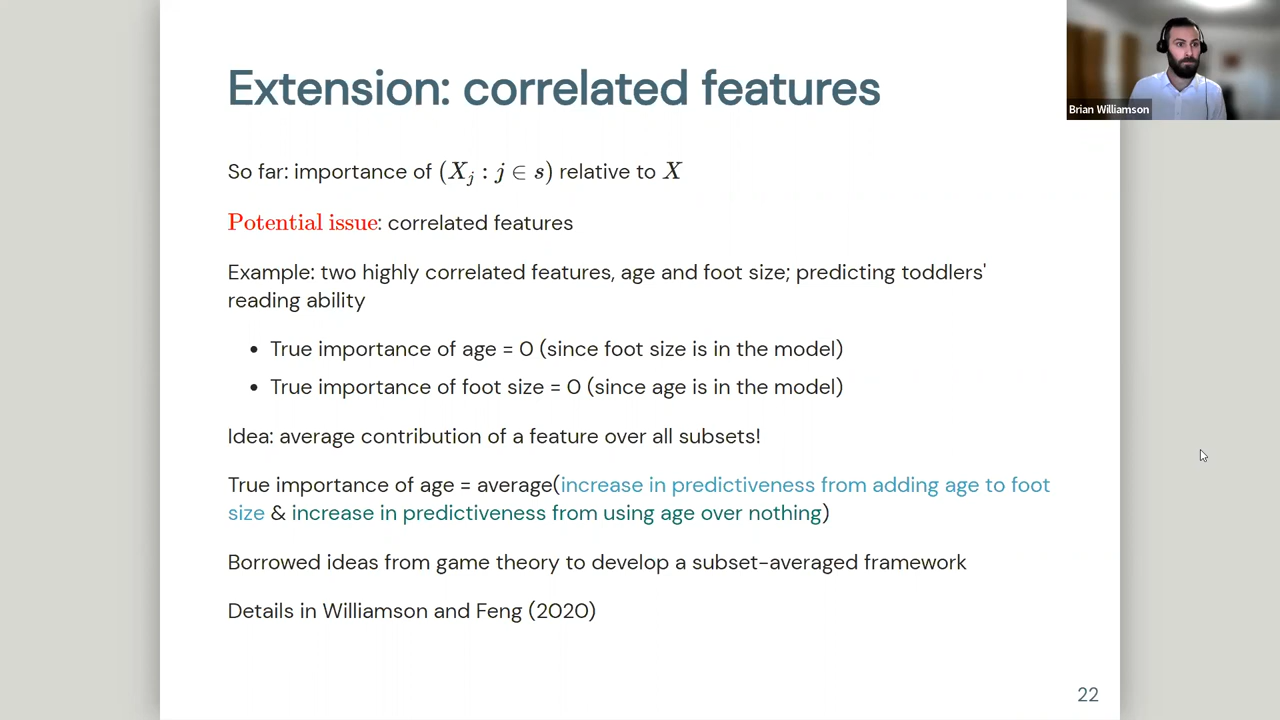 Extension: correlated features
Brian Williamson
So far: importance of (X_j : j ∈ s) relative to X
Potential issue: correlated features
Example: two highly correlated features, age and foot size; predicting toddlers'
reading ability
• True importance of age = 0 (since foot size is in the model)
• True importance of foot size = 0 (since age is in the model)
Idea: average contribution of a feature over all subsets!
True importance of age = average(increase in predictiveness from adding age to foot
size & increase in predictiveness from using age over nothing)
Borrowed ideas from game theory to develop a subset-averaged framework
Details in Williamson and Feng (2020)
22